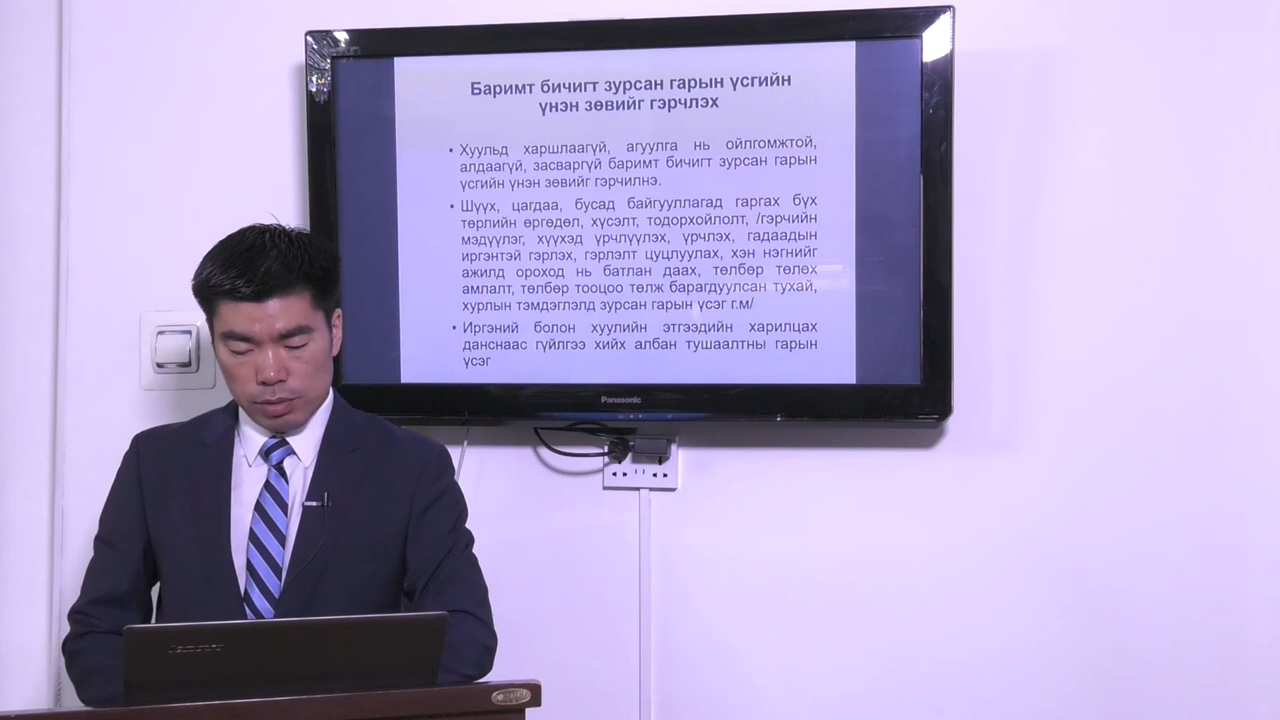 Баримт бичигт зурсан гарын үсгийн
үнэн зөвийг гэрчлэх
• Хуульд харшлаагүй, агуулга нь ойлгомжтой,
алдаагүй, засваргүй баримт бичигт зурсан гарын
үсгийн үнэн зөвийг гэрчилнэ.
• Шүүх, цагдаа, бусад байгууллагад гаргах бүх
төрлийн өргөдөл, хүсэлт, тодорхойлолт, /гэрчийн
мэдүүлэг, хүүхэд үрчлүүлэх, үрчлэх, гадаадын
иргэнтэй гэрлэх, гэрлэлт цуцлуулах, хэн нэгнийг
ажилд ороход нь батлан даах, төлбөр төлөх
амлалт, төлбөр тооцоо төлж барагдуулсан тухай,
хурлын тэмдэглэлд зурсан гарын үсэг г.м/
• Иргэний болон хуулийн этгээдийн харилцах
данснаас гүйлгээ хийх албан тушаалтны гарын
үсэг
Panasonic